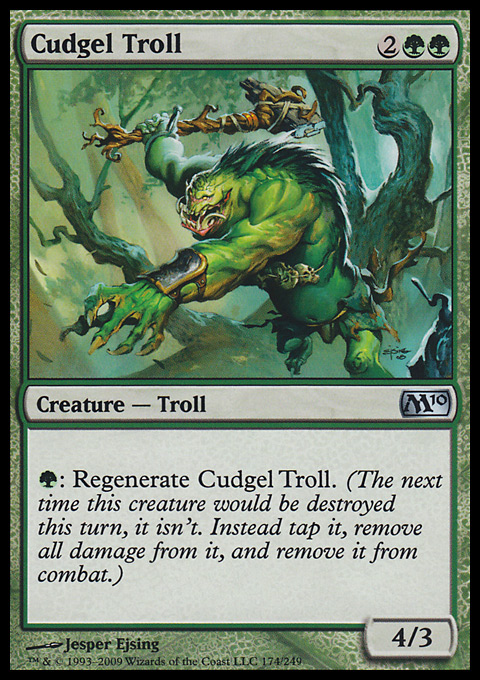 Cudgel Troll 2
Creature — Troll M10
: Regenerate Cudgel Troll. (The next
time this creature would be destroyed
this turn, it isn't. Instead tap it, remove
all damage from it, and remove it from
combat.)
Jesper Ejsing
4/3
™ & © 1993–2009 Wizards of the Coast LLC 174/249